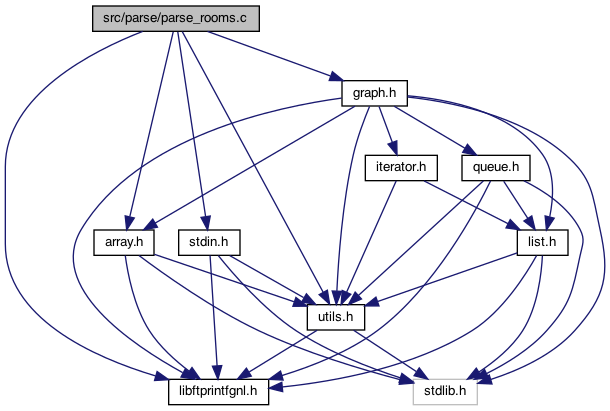 src/parse/parse_rooms.c
graph.h
iterator.h
queue.h
array.h
stdin.h
list.h
utils.h
libftprintfgnl.h
stdlib.h